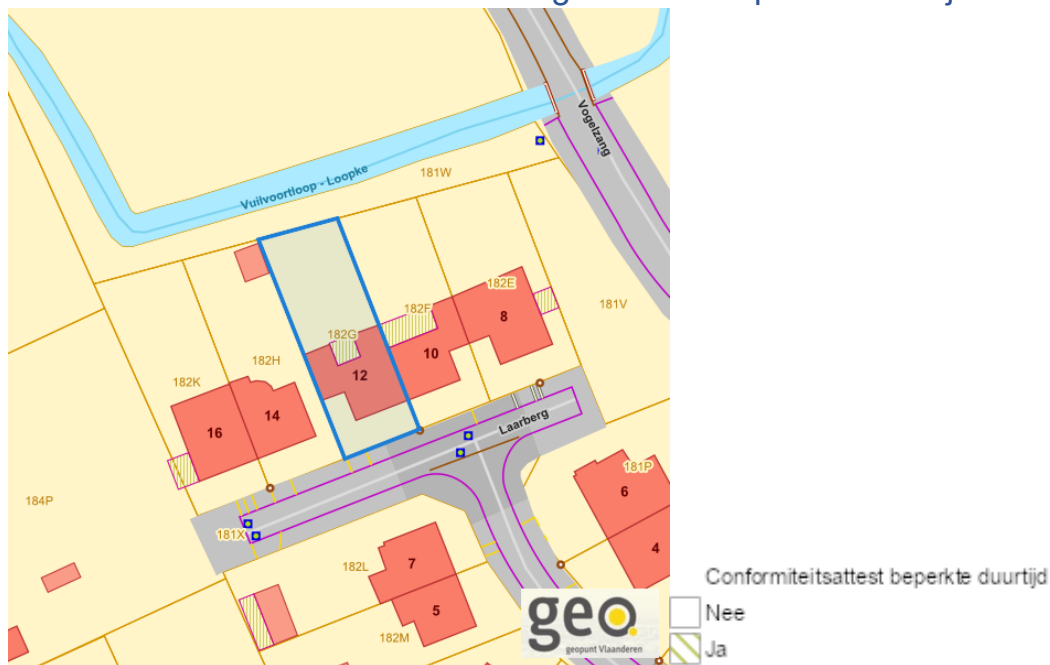 Vogelzang
Vuilvoortloop - Loopke
181W
182E
181V
182F
8
182G
10
12
182H
182K
14
16
Laarberg
181P
6
184P
4
181X
7
182L
5
182M
geo
geopunt Vlaanderen
Conformiteitsattest beperkte duurtijd
Nee
Ja